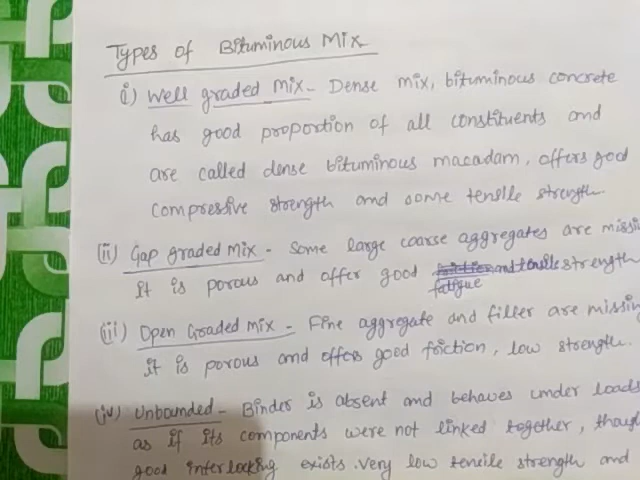 Types of Bituminous Mix
i) Well graded mix - Dense mix, bituminous concrete
has good proportion of all constituents and
are called dense bituminous macadam, offers good
compressive strength and some tensile strength
(ii) Gap graded mix - Some large coarse aggregates are missin
it is porous and offer good friction and tensile strength
fatigue
(iii) Open Graded mix - Fine aggregate and filler are missing
it is porous and offers good friction, low strength.
(iv) Unbounded - Binder is absent and behaves under loads
as if its components were not linked together, though
good interlocking exists. Very low tensile strength and